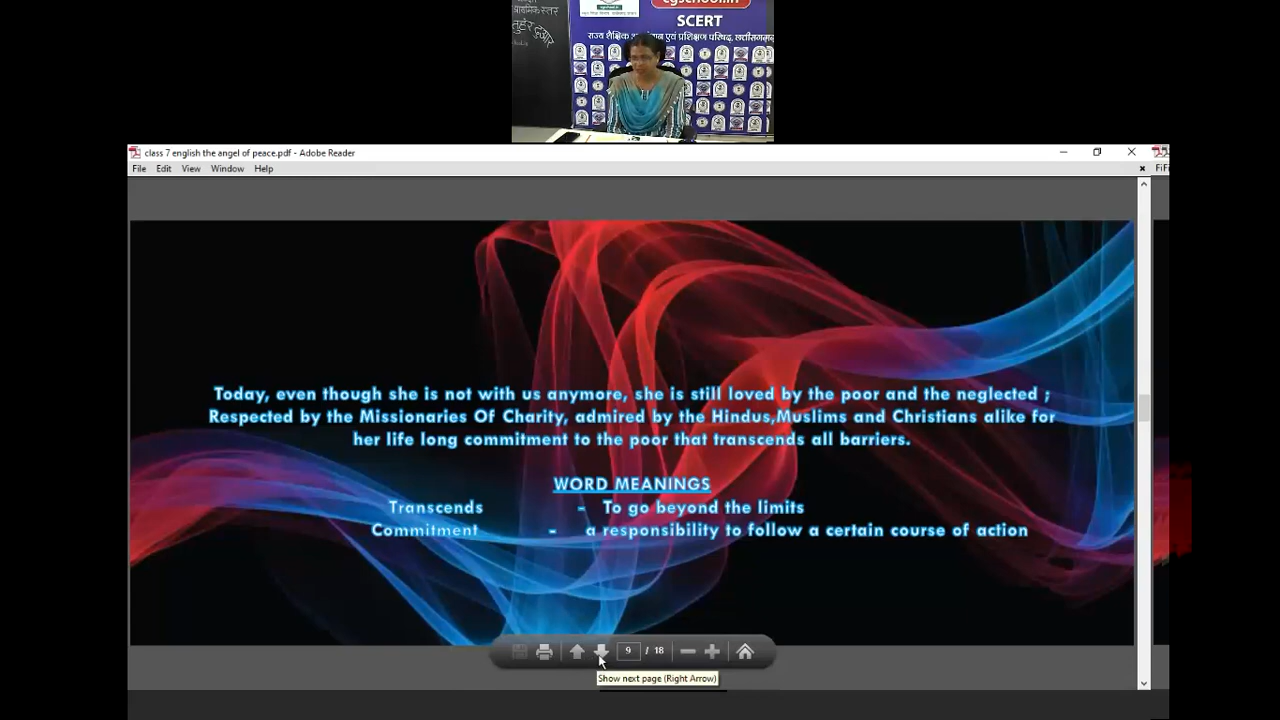 cgschool.in
SCERT
class 7 english the angel of peace.pdf - Adobe Reader
File Edit View Window Help
Today, even though she is not with us anymore, she is still loved by the poor and the neglected ;
Respected by the Missionaries Of Charity, admired by the Hindus,Muslims and Christians alike for
her life long commitment to the poor that transcends all barriers.
WORD MEANINGS
Transcends - To go beyond the limits
Commitment - a responsibility to follow a certain course of action
9 / 18
Show next page (Right Arrow)